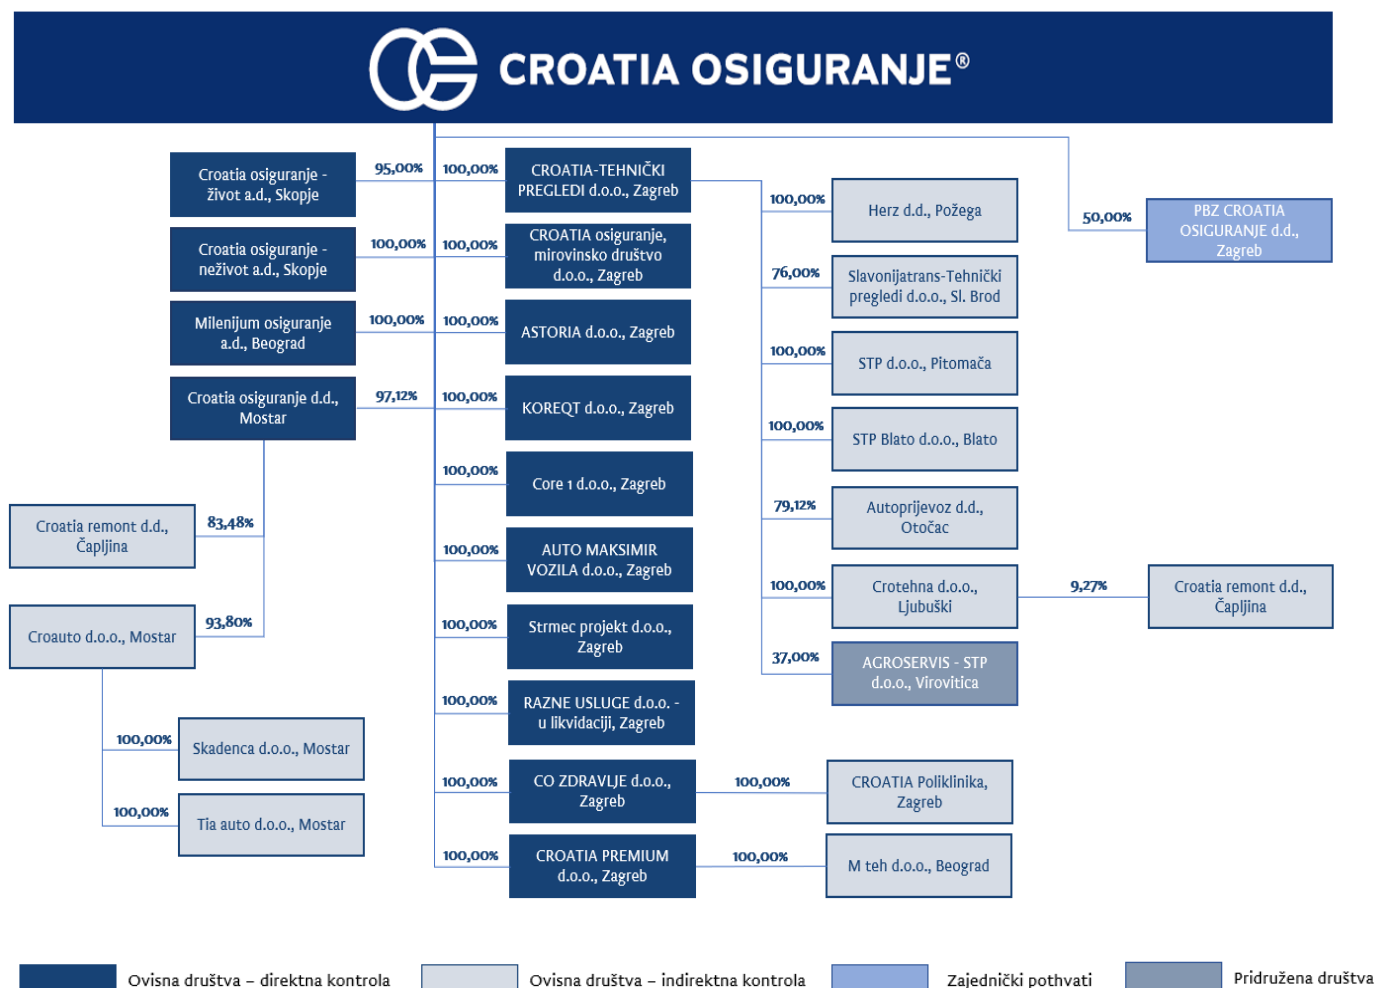 CROATIA OSIGURANJE®
Croatia osiguranje -
život a.d., Skopje
95,00%
Croatia osiguranje -
neživot a.d., Skopje
100,00%
Milenijum osiguranje
a.d., Beograd
100,00%
Croatia osiguranje d.d.,
Mostar
97,12%
Croatia remont d.d.,
Čapljina
83,48%
Croauto d.o.o., Mostar
93,80%
100,00%
Skadenca d.o.o., Mostar
100,00%
Tia auto d.o.o., Mostar
100,00%
CROATIA-TEHNIČKI
PREGLEDI d.o.o., Zagreb
100,00%
CROATIA osiguranje,
mirovinsko društvo
d.o.o., Zagreb
100,00%
ASTORIA d.o.o., Zagreb
100,00%
KOREQT d.o.o., Zagreb
100,00%
Core 1 d.o.o., Zagreb
100,00%
AUTO MAKSIMIR
VOZILA d.o.o., Zagreb
100,00%
Strmec projekt d.o.o.,
Zagreb
100,00%
RAZNE USLUGE d.o.o. -
u likvidaciji, Zagreb
100,00%
CO ZDRAVLJE d.o.o.,
Zagreb
100,00%
CROATIA Poliklinika,
Zagreb
100,00%
CROATIA PREMIUM
d.o.o., Zagreb
100,00%
M teh d.o.o., Beograd
100,00%
Herz d.d., Požega
76,00%
Slavonijatrans-Tehnički
pregledi d.o.o., Sl. Brod
100,00%
STP d.o.o., Pitomača
100,00%
STP Blato d.o.o., Blato
79,12%
Autoprijevoz d.d.,
Otočac
100,00%
Crotehna d.o.o.,
Ljubuški
9,27%
Croatia remont d.d.,
Čapljina
37,00%
AGROSERVIS - STP
d.o.o., Virovitica
50,00%
PBZ CROATIA
OSIGURANJE d.d.,
Zagreb
Ovisna društva – direktna kontrola
Ovisna društva – indirektna kontrola
Zajednički pothvati
Pridružena društva